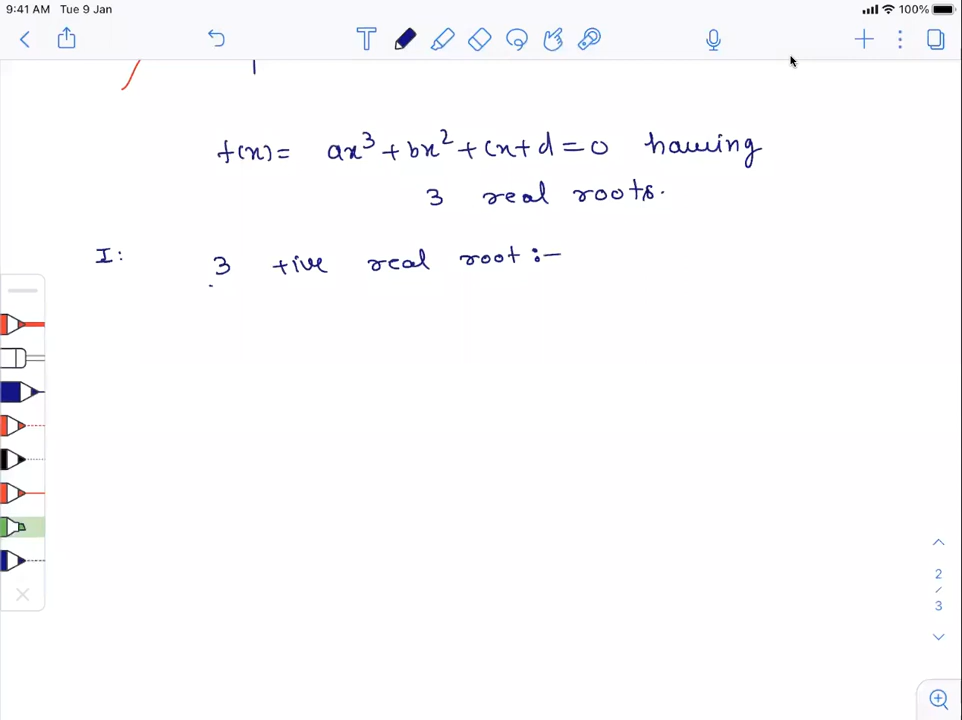 9:41 AM Tue 9 Jan 100%
f(x) = ax³ + bx² + cx + d = 0 having
3 real roots.
I: 3 +ive real root :-
2
/
3